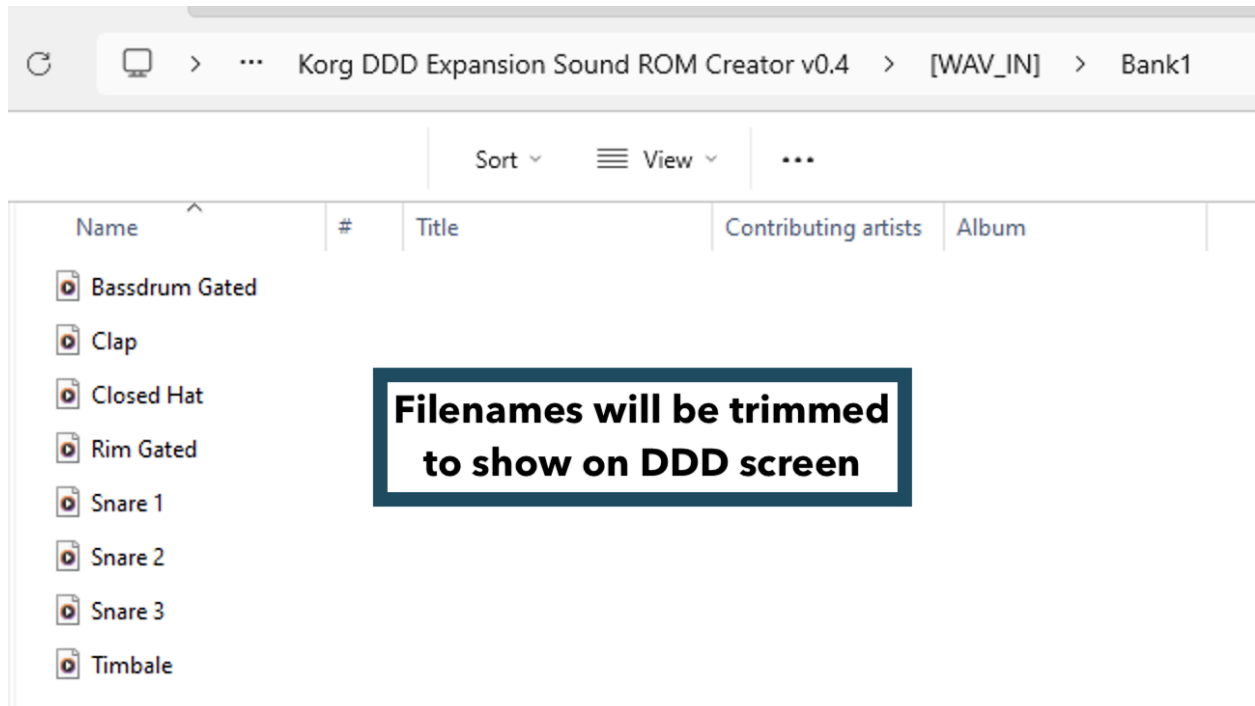 Korg DDD Expansion Sound ROM Creator v0.4 > [WAV_IN] > Bank1
Sort View
Name # Title Contributing artists Album
Bassdrum Gated
Clap
Closed Hat
Rim Gated
Snare 1
Snare 2
Snare 3
Timbale
Filenames will be trimmed
to show on DDD screen